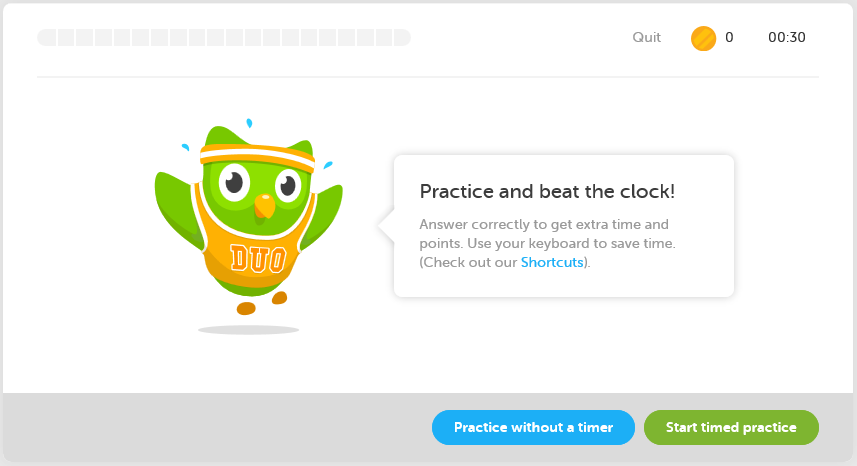 Quit 0 00:30
DUO
Practice and beat the clock!
Answer correctly to get extra time and
points. Use your keyboard to save time.
(Check out our Shortcuts).
Practice without a timer Start timed practice